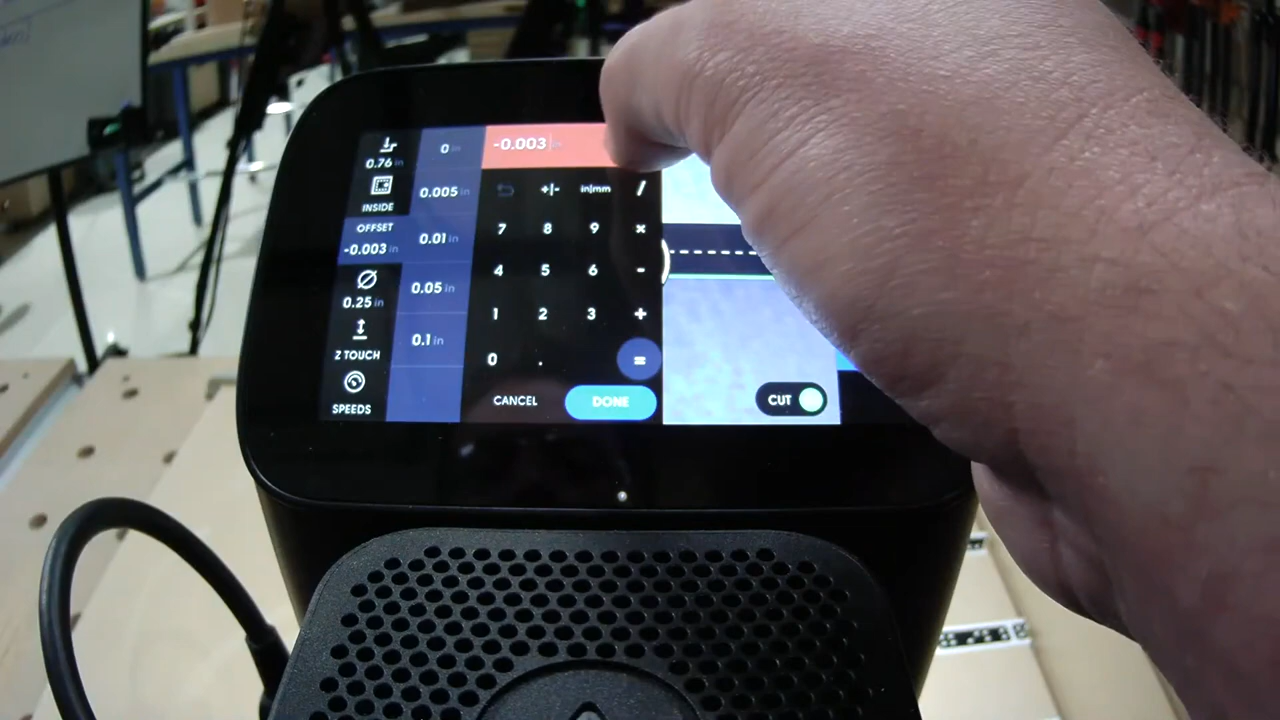 0.76 in
INSIDE
OFFSET
-0.003 in
0.25 in
Z TOUCH
SPEEDS
0 in
0.005 in
0.01 in
0.05 in
0.1 in
-0.003 in
+|- in|mm /
7 8 9 ×
4 5 6 -
1 2 3 +
0 . =
CANCEL DONE
CUT